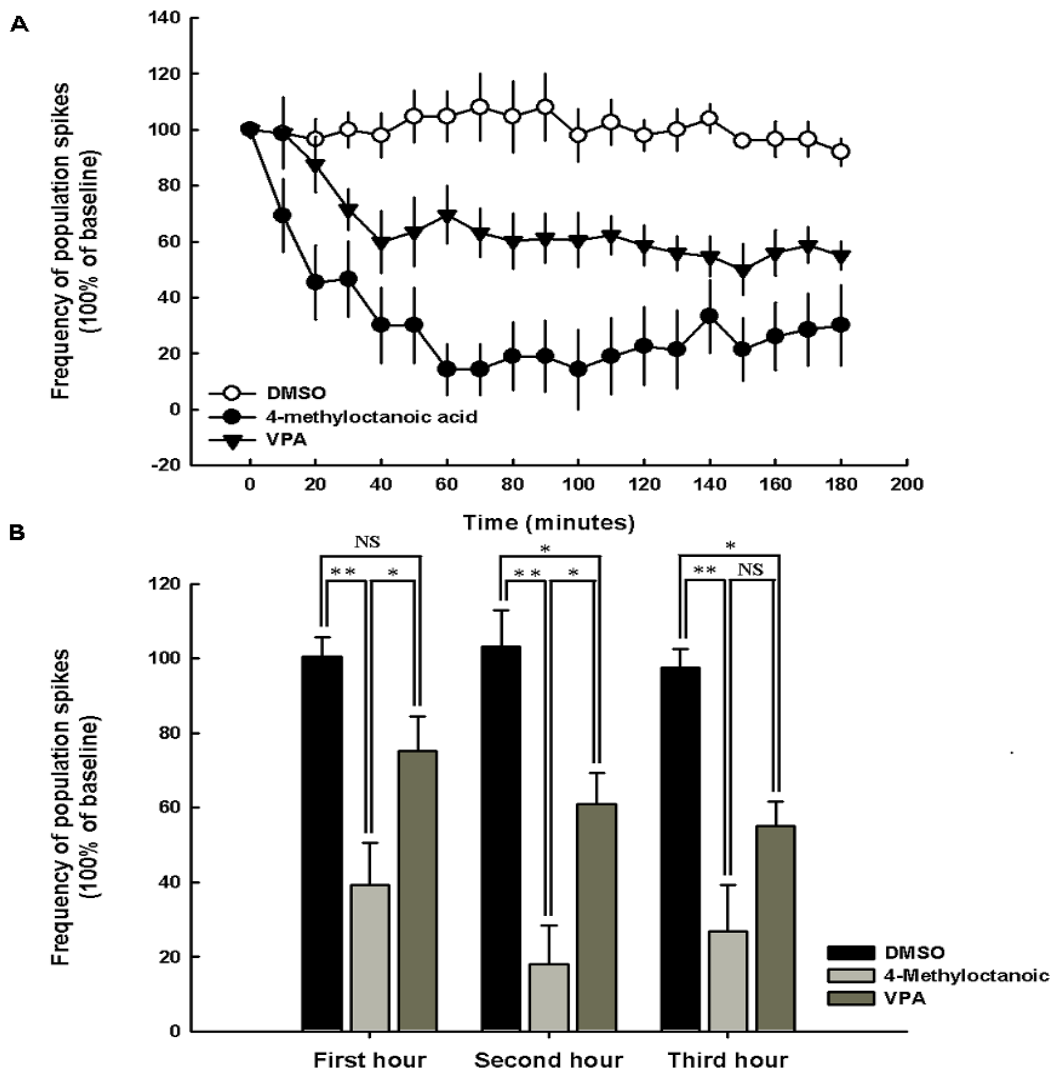 A
Frequency of population spikes
(100% of baseline)
140
120
100
80
60
40
20
0
-20
DMSO
4-methyloctanoic acid
VPA
0 20 40 60 80 100 120 140 160 180 200
Time (minutes)
B
Frequency of population spikes
(100% of baseline)
120
100
80
60
40
20
0
NS * *
** * ** * ** NS
DMSO
4-Methyloctanoic
VPA
First hour Second hour Third hour